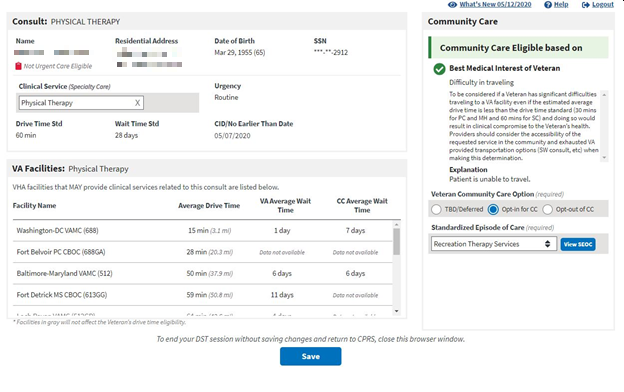 What's New 05/12/2020 Help Logout
Consult: PHYSICAL THERAPY
Name Residential Address Date of Birth SSN
Mar 29, 1955 (65) ***-**-2912
Not Urgent Care Eligible
Clinical Service (Specialty Care) Urgency
Physical Therapy X Routine
Drive Time Std Wait Time Std CID/No Earlier Than Date
60 min 28 days 05/07/2020
VA Facilities: Physical Therapy
VHA facilities that MAY provide clinical services related to this consult are listed below.
Facility Name Average Drive Time VA Average Wait Time CC Average Wait Time
Washington-DC VAMC (688) 15 min (3.1 mi) 1 day 7 days
Fort Belvoir PC CBOC (688GA) 28 min (20.3 mi) Data not available Data not available
Baltimore-Maryland VAMC (512) 50 min (37.9 mi) 6 days 6 days
Fort Detrick MS CBOC (613GG) 59 min (50.8 mi) 11 days Data not available
* Facilities in gray will not affect the Veteran's drive time eligibility.
Community Care
Community Care Eligible based on
Best Medical Interest of Veteran
Difficulty in traveling
To be considered if a Veteran has significant difficulties
traveling to a VA facility even if the estimated average
drive time is less than the drive time standard (30 mins
for PC and MH and 60 mins for SC) and doing so would
result in clinical compromise to the Veteran's health.
Providers should consider the accessibility of the
requested service in the community and exhausted VA
provided transportation options (SW consult, etc) when
making this determination.
Explanation
Patient is unable to travel.
Veteran Community Care Option (required)
TBD/Deferred Opt-in for CC Opt-out of CC
Standardized Episode of Care (required)
Recreation Therapy Services View SEOC
To end your DST session without saving changes and return to CPRS, close this browser window.
Save